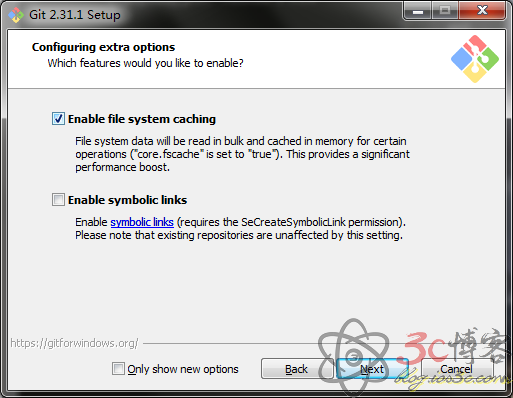 Git 2.31.1 Setup
Configuring extra options
Which features would you like to enable?
Enable file system caching
File system data will be read in bulk and cached in memory for certain
operations ("core.fscache" is set to "true"). This provides a significant
performance boost.
Enable symbolic links
Enable symbolic links (requires the SeCreateSymbolicLink permission).
Please note that existing repositories are unaffected by this setting.
https://gitforwindows.org/
3c博客
Only show new options
Back
Next
Cancel
blog.ios3c.com